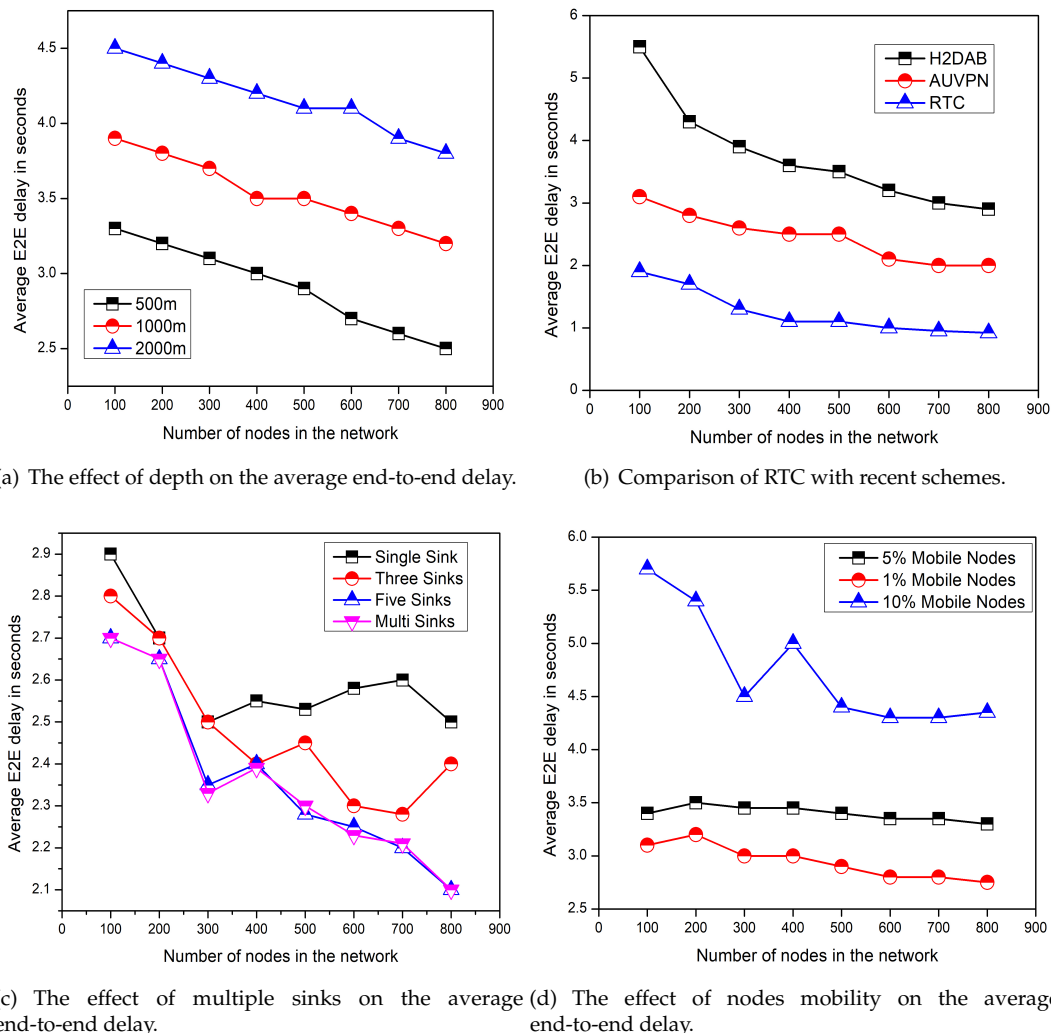 4.5
4.0
3.5
3.0
2.5
Average E2E delay in seconds
500m
1000m
2000m
0 100 200 300 400 500 600 700 800 900
Number of nodes in the network
(a) The effect of depth on the average end-to-end delay.
6
5
4
3
2
1
0
Average E2E delay in seconds
H2DAB
AUVPN
RTC
0 100 200 300 400 500 600 700 800 900
Number of nodes in the network
(b) Comparison of RTC with recent schemes.
2.9
2.8
2.7
2.6
2.5
2.4
2.3
2.2
2.1
Average E2E delay in seconds
Single Sink
Three Sinks
Five Sinks
Multi Sinks
0 100 200 300 400 500 600 700 800 900
Number of nodes in the network
(c) The effect of multiple sinks on the average
end-to-end delay.
6.0
5.5
5.0
4.5
4.0
3.5
3.0
2.5
Average E2E delay in seconds
5% Mobile Nodes
1% Mobile Nodes
10% Mobile Nodes
0 100 200 300 400 500 600 700 800 900
Number of nodes in the network
(d) The effect of nodes mobility on the average
end-to-end delay.